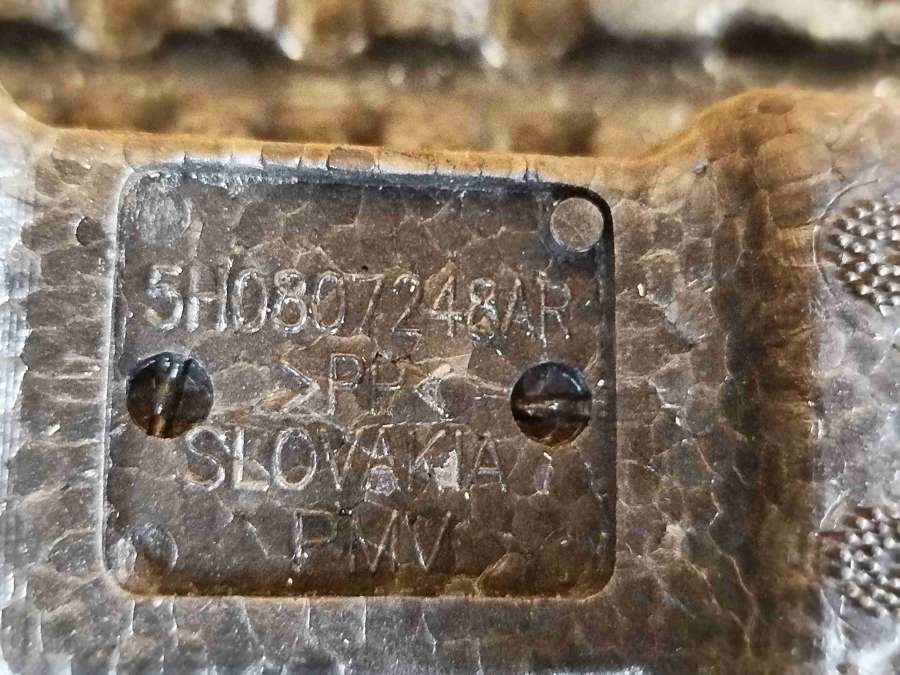 5H0807248AR
>PP<
SLOVAKIA
PMV